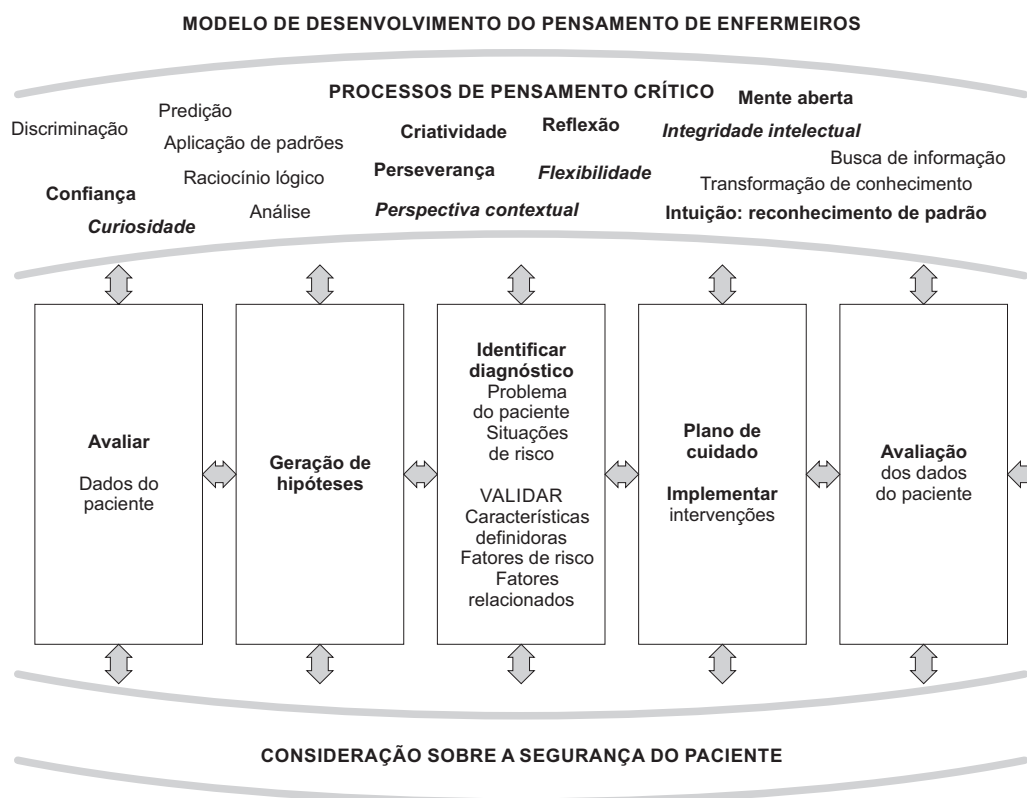 MODELO DE DESENVOLVIMENTO DO PENSAMENTO DE ENFERMEIROS
PROCESSOS DE PENSAMENTO CRÍTICO
Mente aberta
Predição
Discriminação
Criatividade
Reflexão
Integridade intelectual
Aplicação de padrões
Busca de informação
Perseverança
Flexibilidade
Raciocínio lógico
Transformação de conhecimento
Confiança
Análise
Perspectiva contextual
Intuição: reconhecimento de padrão
Curiosidade
Avaliar
Dados do
paciente
Geração de
hipóteses
Identificar
diagnóstico
Problema
do paciente
Situações
de risco
VALIDAR
Características
definidoras
Fatores de risco
Fatores
relacionados
Plano de
cuidado
Implementar
intervenções
Avaliação
dos dados
do paciente
CONSIDERAÇÃO SOBRE A SEGURANÇA DO PACIENTE